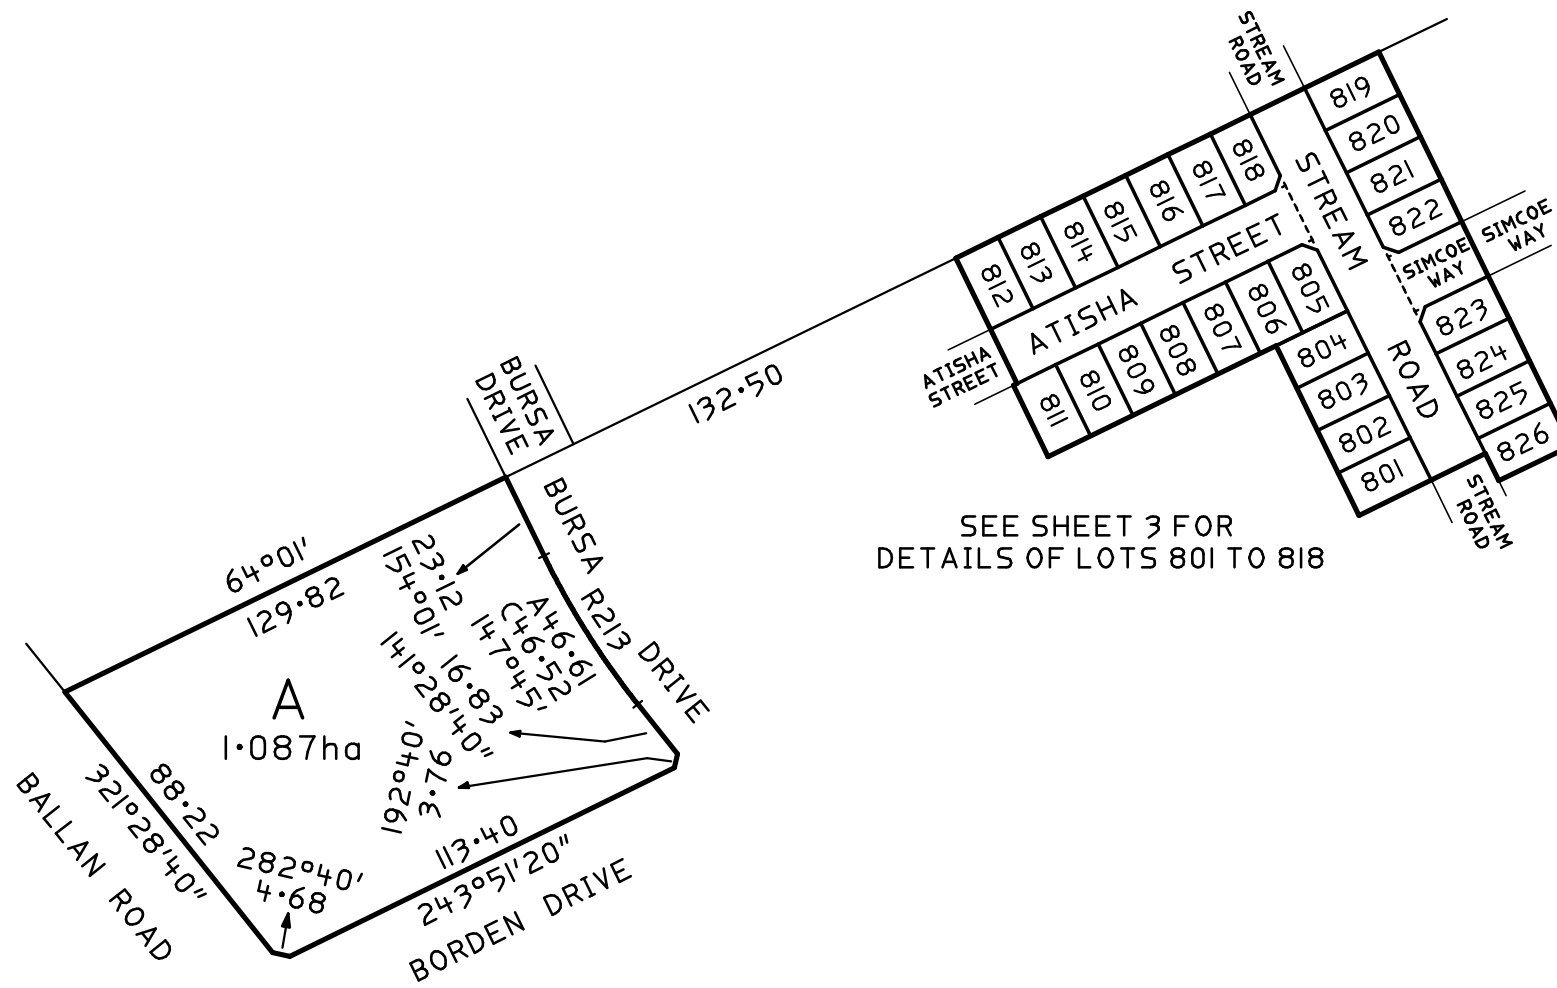 STREAM
ROAD
819
820
821
822
SIMCOE
WAY
SIMCOE
WAY
823
824
825
826
818
817
816
815
814
813
812
STREAM
ROAD
ATISHA STREET
ATISHA
STREET
805
806
807
808
809
810
811
804
803
802
801
STREAM
ROAD
132·50
BURSA
DRIVE
BURSA DRIVE
R213
SEE SHEET 3 FOR
DETAILS OF LOTS 801 TO 818
64°01'
129·82
23·12
154°01'
A46·61
C46·52
147°45'
16·83
141°28'40"
192°40'
3·76
A
1·087ha
88·22
321°28'40"
BALLAN ROAD
282°40'
4·68
113·40
243°51'20"
BORDEN DRIVE